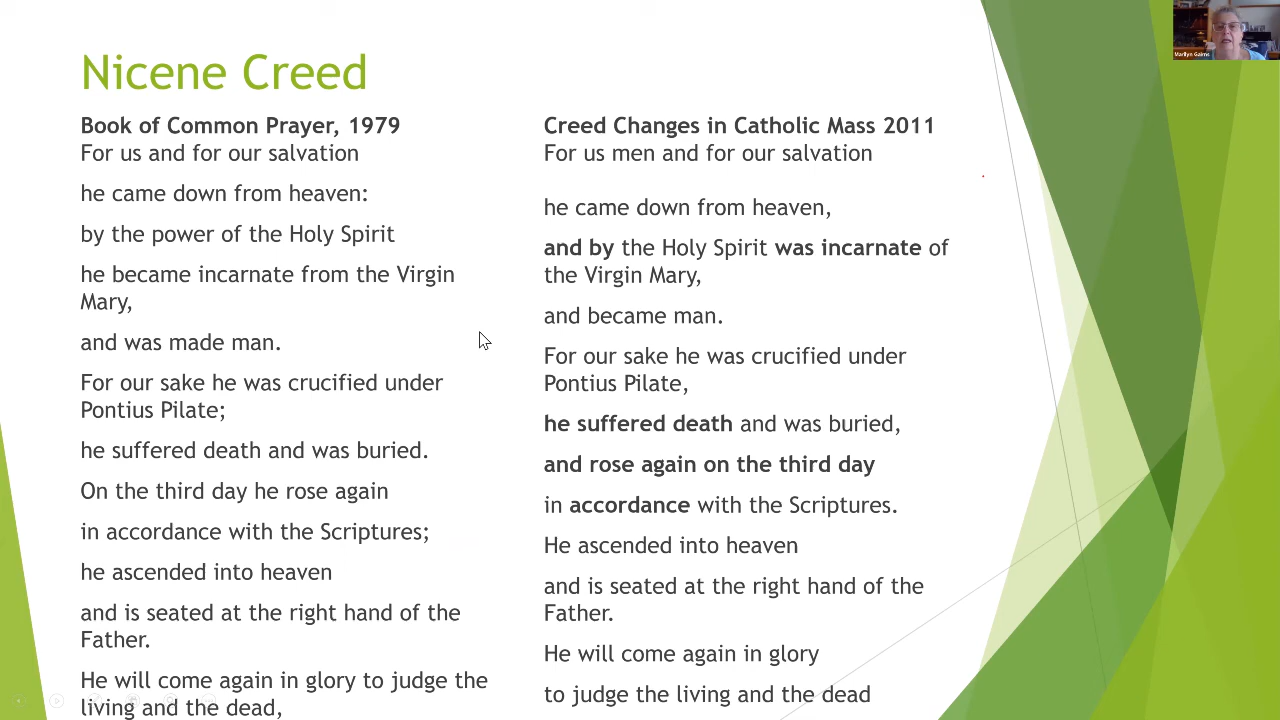 Nicene Creed
Book of Common Prayer, 1979
For us and for our salvation
he came down from heaven:
by the power of the Holy Spirit
he became incarnate from the Virgin
Mary,
and was made man.
For our sake he was crucified under
Pontius Pilate;
he suffered death and was buried.
On the third day he rose again
in accordance with the Scriptures;
he ascended into heaven
and is seated at the right hand of the
Father.
He will come again in glory to judge the
living and the dead,
Creed Changes in Catholic Mass 2011
For us men and for our salvation
he came down from heaven,
and by the Holy Spirit was incarnate of
the Virgin Mary,
and became man.
For our sake he was crucified under
Pontius Pilate,
he suffered death and was buried,
and rose again on the third day
in accordance with the Scriptures.
He ascended into heaven
and is seated at the right hand of the
Father.
He will come again in glory
to judge the living and the dead
Marilyn Gairns